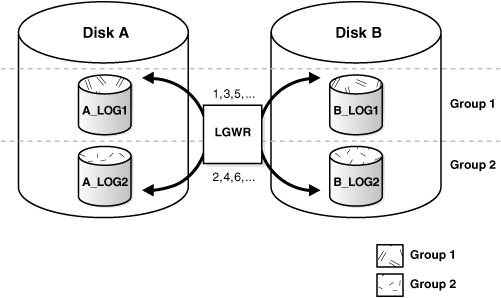 Disk A
Disk B
1,3,5,...
A_LOG1
B_LOG1
Group 1
LGWR
Group 2
2,4,6,...
A_LOG2
B_LOG2
Group 1
Group 2